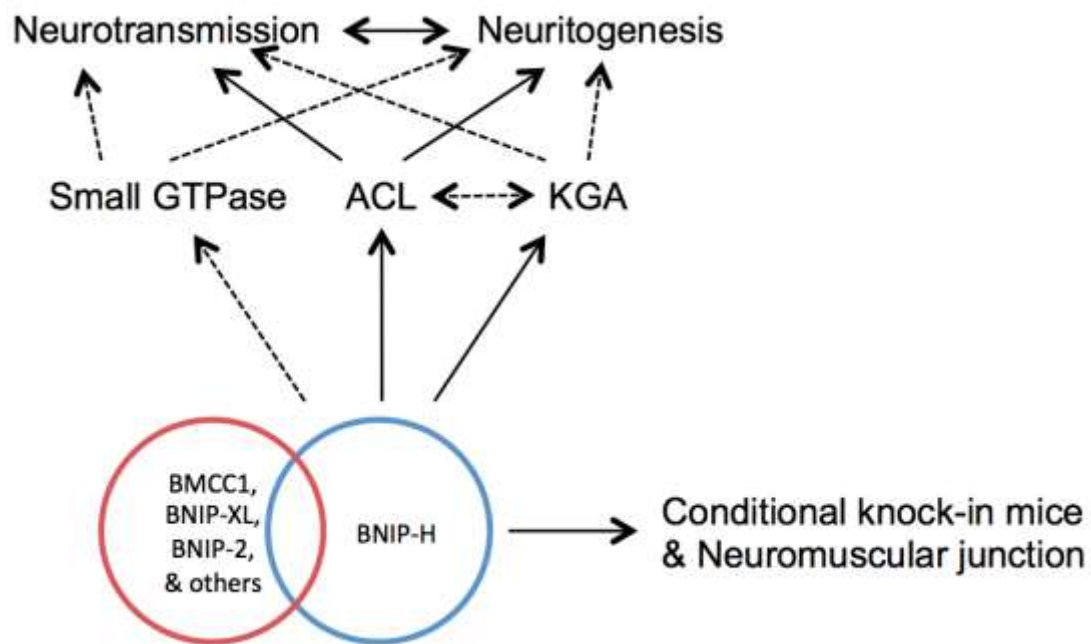 Neurotransmission Neuritogenesis
Small GTPase ACL KGA
BMCC1,
BNIP-XL,
BNIP-2,
& others
BNIP-H
Conditional knock-in mice
& Neuromuscular junction